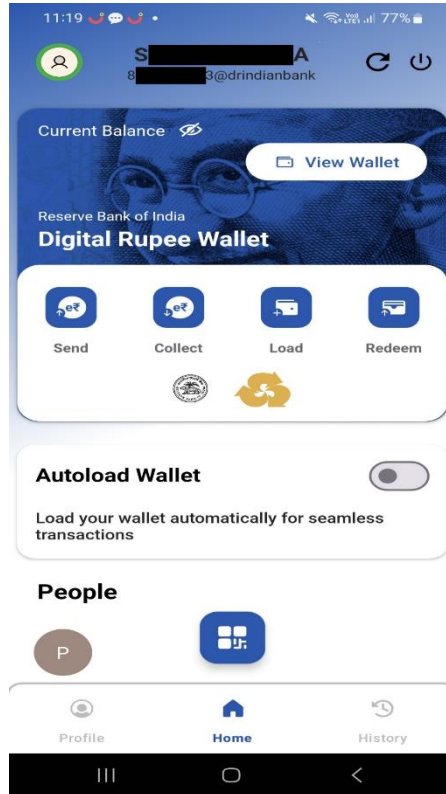 11:19
77%
S A
8 3@drindianbank
Current Balance
View Wallet
Reserve Bank of India
Digital Rupee Wallet
e₹ e₹
Send Collect Load Redeem
Autoload Wallet
Load your wallet automatically for seamless
transactions
People
P
Profile Home History